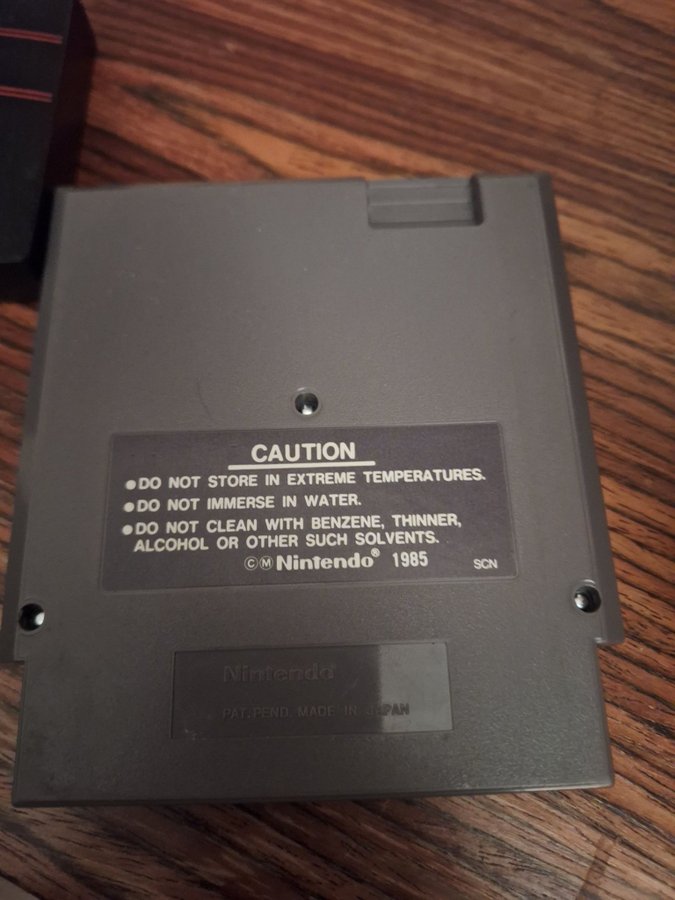 CAUTION
●DO NOT STORE IN EXTREME TEMPERATURES.
●DO NOT IMMERSE IN WATER.
●DO NOT CLEAN WITH BENZENE, THINNER,
ALCOHOL OR OTHER SUCH SOLVENTS.
©Ⓜ Nintendo® 1985 SCN
Nintendo®
PAT.PEND. MADE IN JAPAN